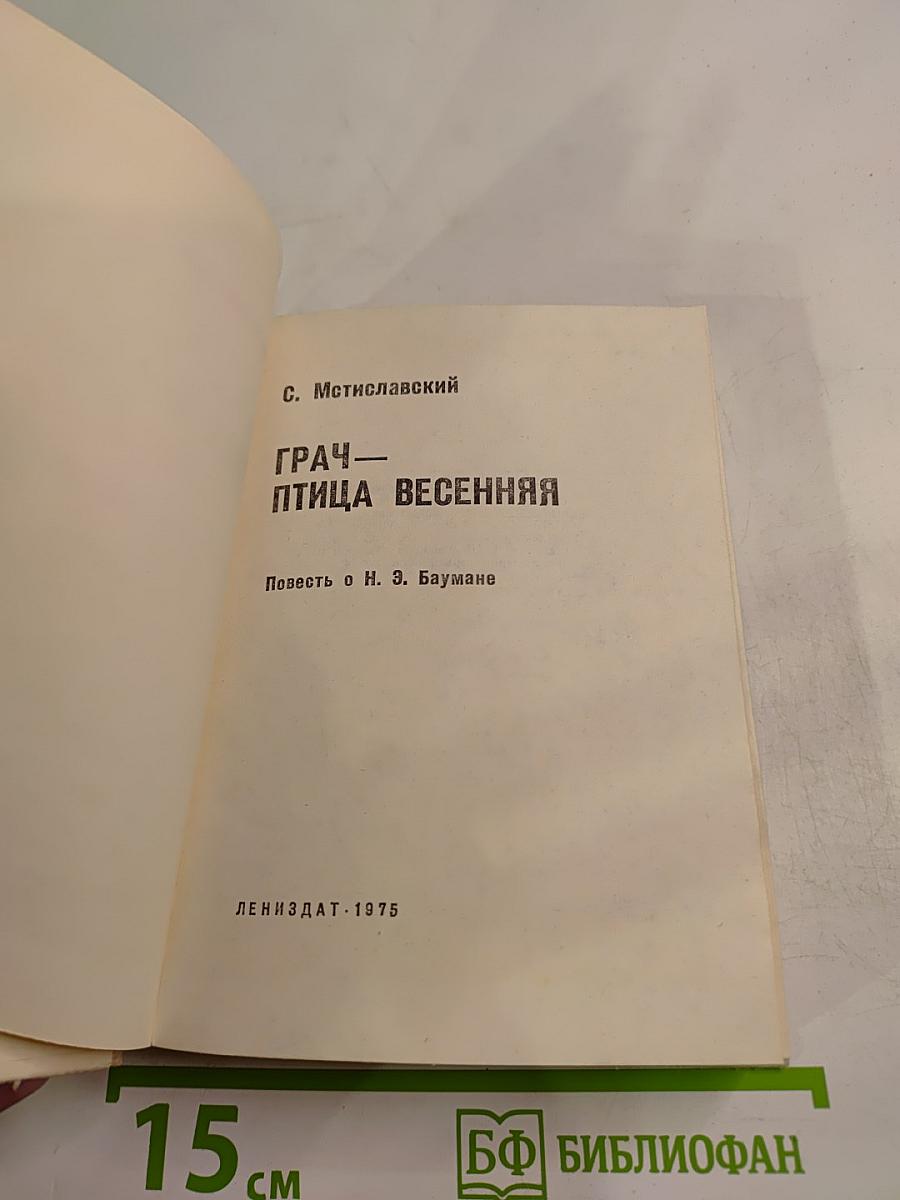 С. Мстиславский
ГРАЧ—
ПТИЦА ВЕСЕННЯЯ
Повесть о Н. Э. Баумане
ЛЕНИЗДАТ·1975
15 см
БФ БИБЛИОФАН